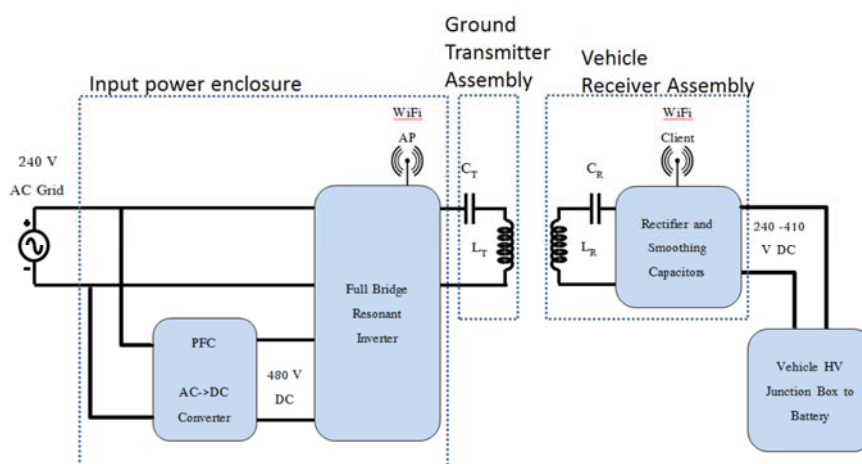 Ground
Transmitter
Assembly
Vehicle
Receiver Assembly
Input power enclosure
WiFi
AP
WiFi
Client
240 V
AC Grid
+
-
C_T
C_R
L_T
L_R
Rectifier and
Smoothing
Capacitors
240 -410
V DC
Full Bridge
Resonant
Inverter
PFC
AC->DC
Converter
480 V
DC
Vehicle HV
Junction Box to
Battery